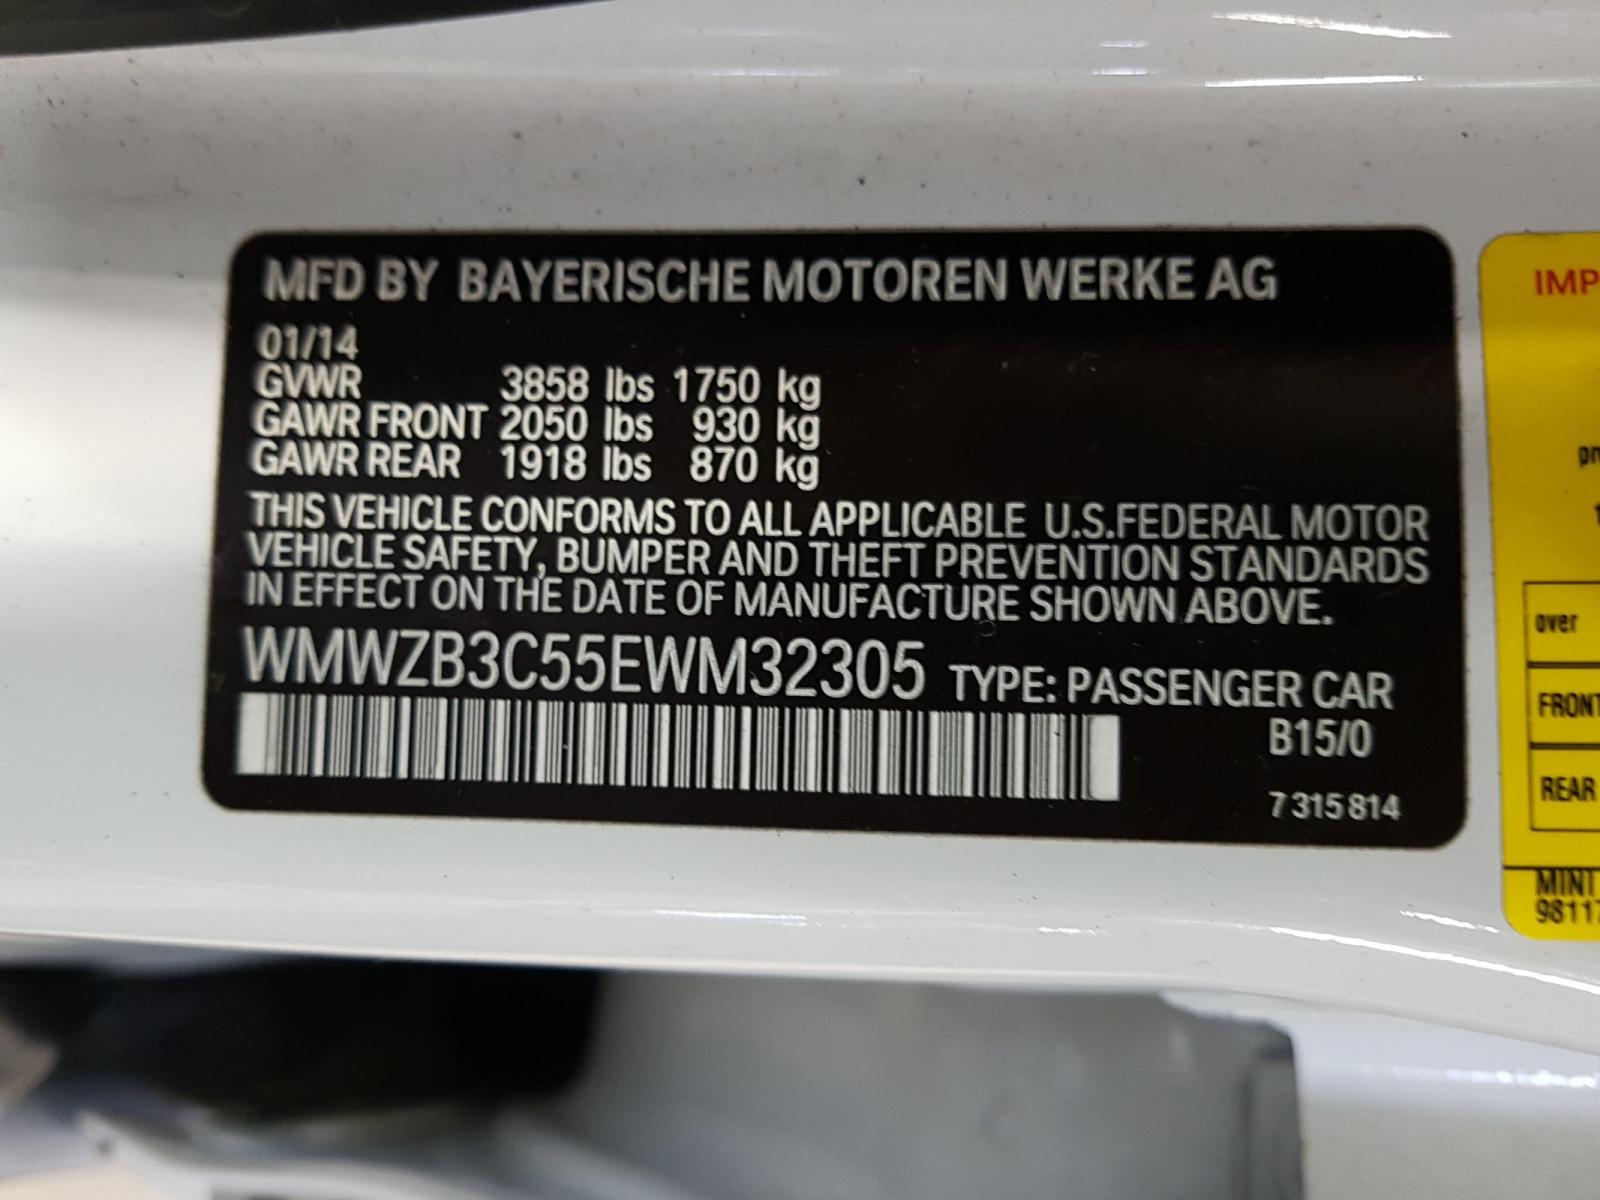 MFD BY BAYERISCHE MOTOREN WERKE AG
01/14
GVWR 3858 lbs 1750 kg
GAWR FRONT 2050 lbs 930 kg
GAWR REAR 1918 lbs 870 kg
THIS VEHICLE CONFORMS TO ALL APPLICABLE U.S.FEDERAL MOTOR
VEHICLE SAFETY, BUMPER AND THEFT PREVENTION STANDARDS
IN EFFECT ON THE DATE OF MANUFACTURE SHOWN ABOVE.
WMWZB3C55EWM32305 TYPE: PASSENGER CAR
B15/0
7 315 814
IMP
over
FRONT
REAR
MINI